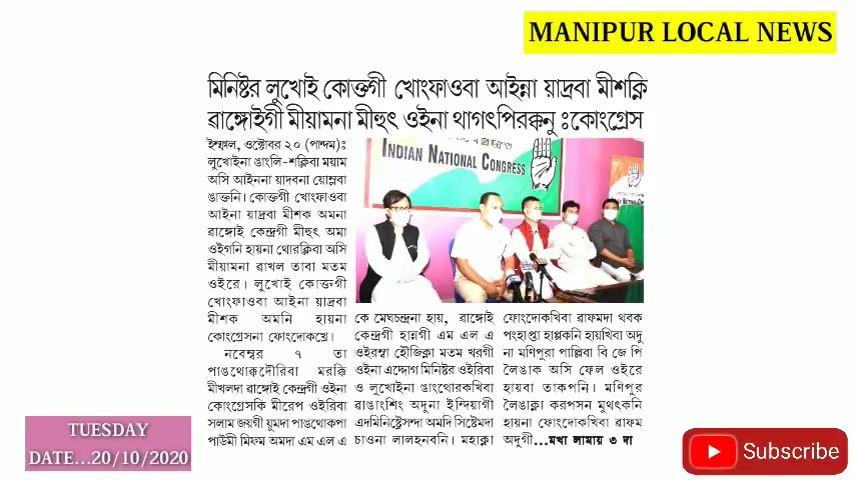 MANIPUR LOCAL NEWS
মিনিষ্টর লুখোই কোক্তগী খোংফাওবা আইন্না য়াদ্রবা মীশক্নি
ৱাঙ্গোইগী মীয়ামনা মীহুৎ ওইনা থাগৎপিরক্কনু ঃকোংগ্রেস
ইম্ফাল, ওক্টোবর ২০ (পান্দম)ঃ
লুখোইনা ঙাংলি-শক্লিবা ময়াম
অসি আইননা য়াদবনা য়োম্লবা
ঙাক্তনি। কোক্তগী খোংফাওবা
আইনা য়াদ্রবা মীশক অমনা
ৱাঙ্গোই কেন্দ্রগী মীহুৎ অমা
ওইগনি হায়না থোরক্লিবা অসি
মীয়ামনা ৱাখল তাবা মতম
ওইরে। লুখোই কোক্তগী
খোংফাওবা আইনা য়াদ্রবা
মীশক অমনি হায়না
কোংগ্রেসনা ফোংদোকখ্রে।
নবেম্বর ৭ তা
পাঙথোক্কদৌরিবা মরক্কি
মীখলদা ৱাঙ্গোই কেন্দ্রগী ওইনা
কোংগ্রেসকি মীরেপ ওইরিবা
সলাম জয়গী য়ুমদা পাঙথোকপা
পাউমী মিফম অমদা এম এল এ
INDIAN NATIONAL CONGRESS
কে মেঘচন্দ্রনা হায়, ৱাঙ্গোই
কেন্দ্রগী হান্নগী এম এল এ
ওইরম্বা হৌজিক্না মতম খরগী
ওইনা এদ্দোগ মিনিষ্টর ওইরিবা
ও লুখোইনা ঙাংথোরকখিবা
ৱাঙাংশিং অদুনা ইন্দিয়াগী
এদমিনিষ্ট্রেসন্দা অমদি সিষ্টেমদা
চাওনা লালহনবনি। মহাক্না
ফোংদোকখিবা ৱাফমদা থবক
পংহাপ্তা হাপ্পকনি হায়খিবা অদু
না মণিপুরা পাল্লিবা বি জে পি
লৈঙাক অসি ফেল ওইরে
হায়বা তাকপনি। মণিপুর
লৈঙাক্না করপসন মুথৎকনি
হায়না ফোংদোকখিবা ৱাফম
অদুগী...মখা লামায় ৩ দা
TUESDAY
DATE...20/10/2020
Subscribe